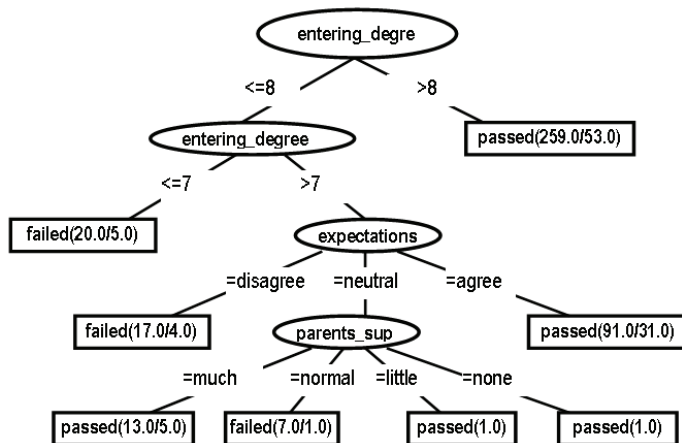 entering_degre
<=8 >8
entering_degree passed(259.0/53.0)
<=7 >7
failed(20.0/5.0) expectations
=disagree =neutral =agree
failed(17.0/4.0) parents_sup passed(91.0/31.0)
=much =normal =little =none
passed(13.0/5.0) failed(7.0/1.0) passed(1.0) passed(1.0)